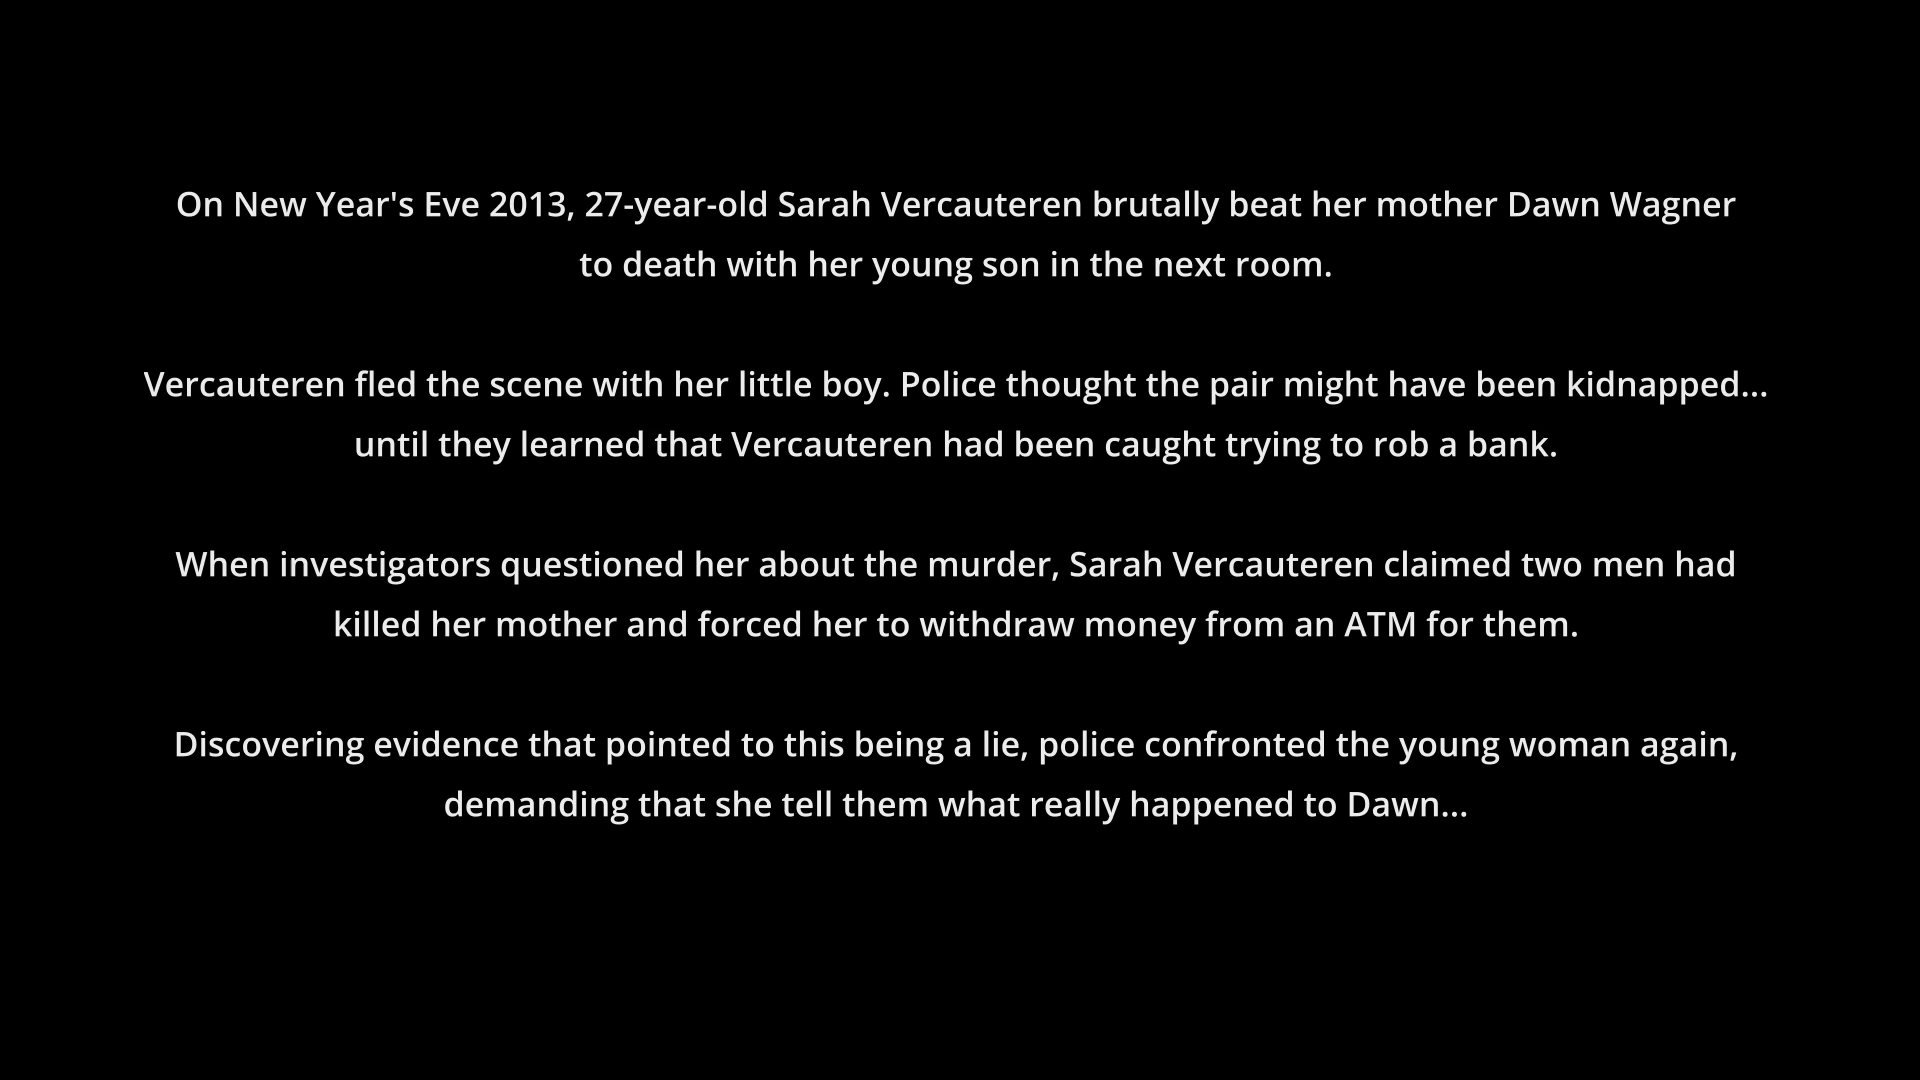 On New Year's Eve 2013, 27-year-old Sarah Vercauteren brutally beat her mother Dawn Wagner
to death with her young son in the next room.
Vercauteren fled the scene with her little boy. Police thought the pair might have been kidnapped...
until they learned that Vercauteren had been caught trying to rob a bank.
When investigators questioned her about the murder, Sarah Vercauteren claimed two men had
killed her mother and forced her to withdraw money from an ATM for them.
Discovering evidence that pointed to this being a lie, police confronted the young woman again,
demanding that she tell them what really happened to Dawn...